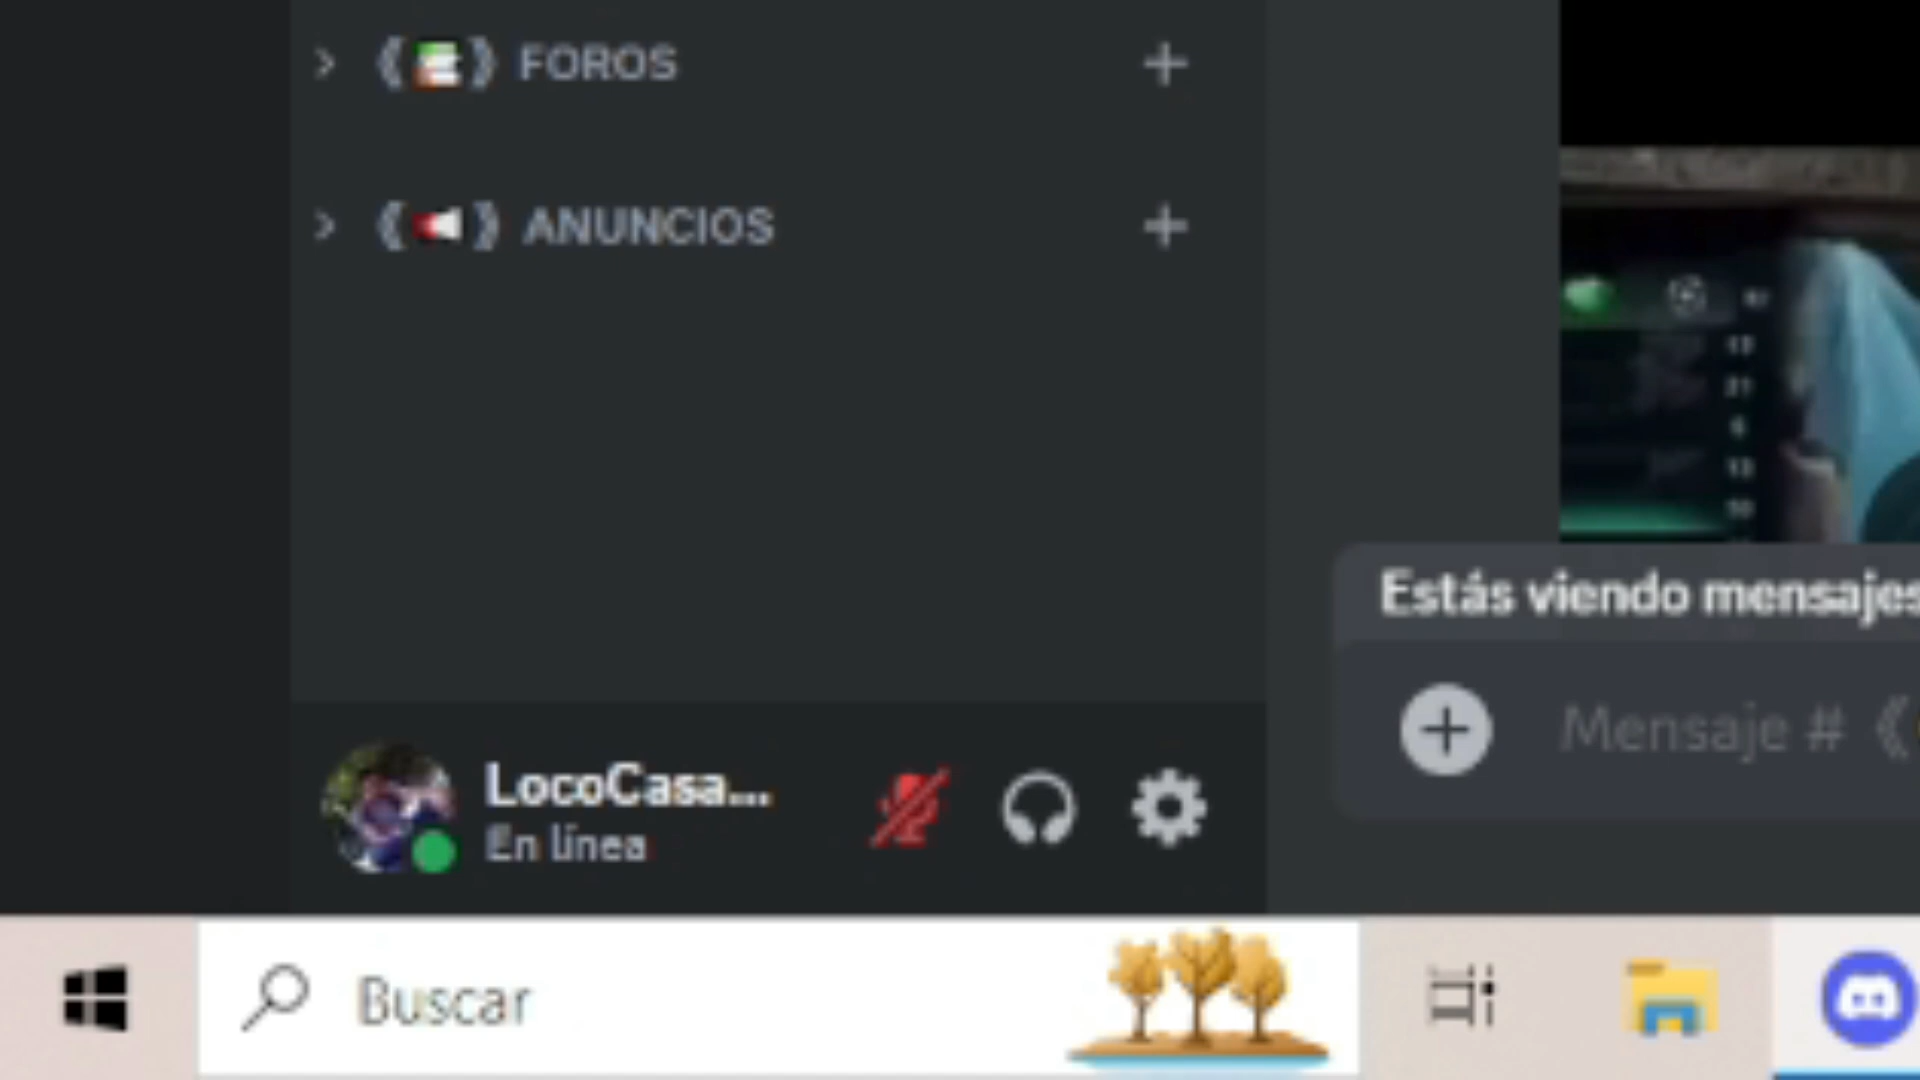 《📚》 FOROS
《📢》 ANUNCIOS
Estás viendo mensajes
Mensaje # 《
LocoCasa...
En línea
Buscar